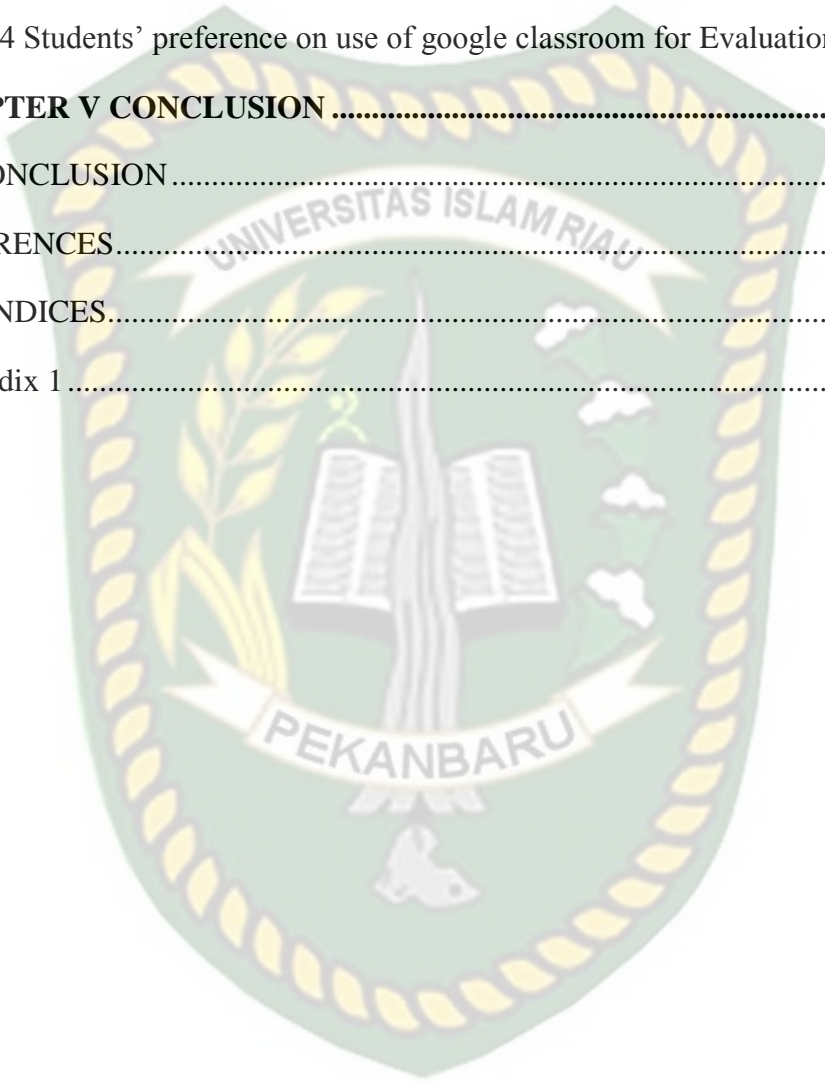 4 Students’ preference on use of google classroom for Evaluation
PTER V CONCLUSION ........................................................................
ONCLUSION ........................................................................................
RENCES................................................................................................
NDICES.................................................................................................
dix 1 ......................................................................................................
UNIVERSITAS ISLAM RIAU
PEKANBARU